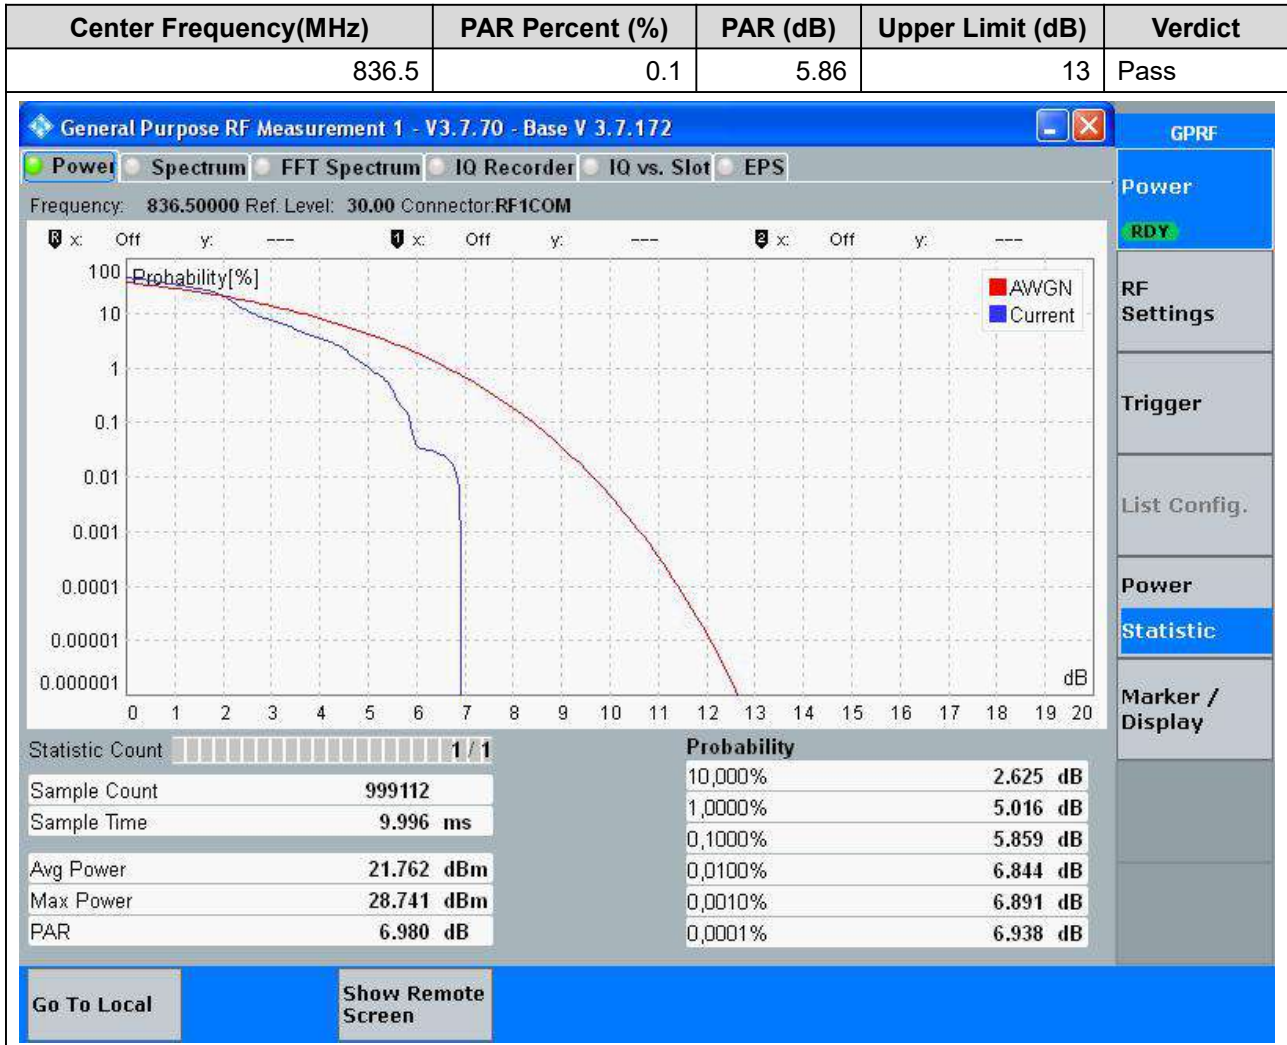 Center Frequency(MHz) PAR Percent (%) PAR (dB) Upper Limit (dB) Verdict
836.5 0.1 5.86 13 Pass
General Purpose RF Measurement 1 - V3.7.70 - Base V 3.7.172
GPRF
Power Spectrum FFT Spectrum IQ Recorder IQ vs. Slot EPS
Power
RDY
Frequency: 836.50000 Ref. Level: 30.00 Connector:RF1COM
R x: Off y: --- 1 x: Off y: --- 2 x: Off y: ---
Probability[%]
AWGN
Current
100
10
1
0.1
0.01
0.001
0.0001
0.00001
0.000001
dB
0 1 2 3 4 5 6 7 8 9 10 11 12 13 14 15 16 17 18 19 20
RF
Settings
Trigger
List Config.
Power
Statistic
Marker /
Display
Statistic Count 1 / 1
Sample Count 999112
Sample Time 9.996 ms
Avg Power 21.762 dBm
Max Power 28.741 dBm
PAR 6.980 dB
Probability
10,000% 2.625 dB
1,0000% 5.016 dB
0,1000% 5.859 dB
0,0100% 6.844 dB
0,0010% 6.891 dB
0,0001% 6.938 dB
Go To Local
Show Remote
Screen